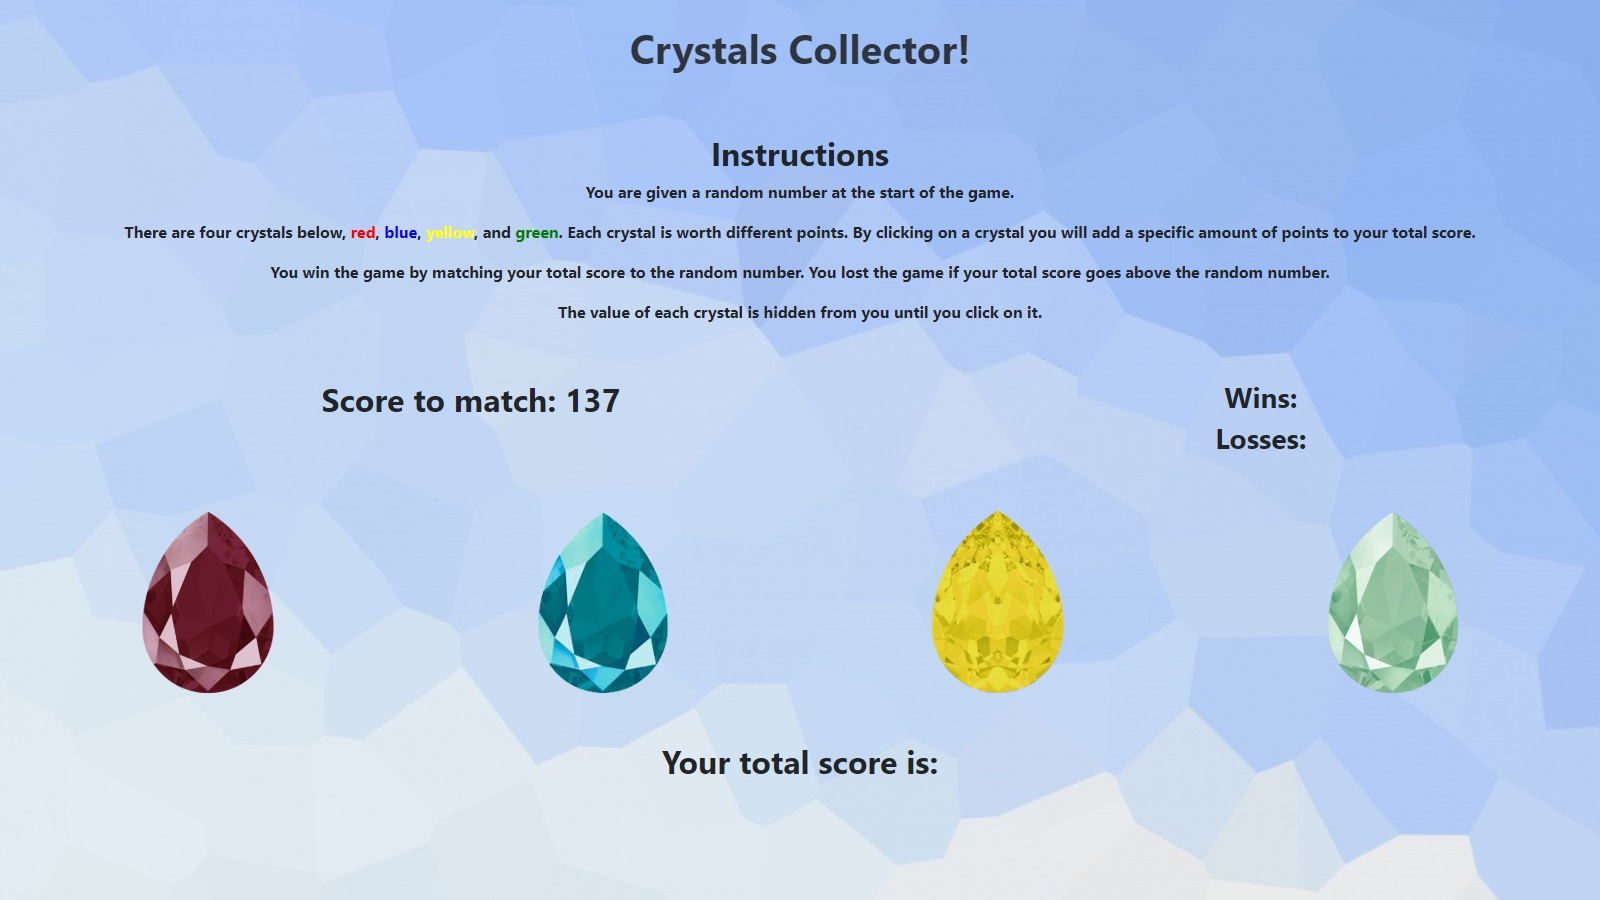 Crystals Collector!
Instructions
You are given a random number at the start of the game.
There are four crystals below, red, blue, yellow, and green. Each crystal is worth different points. By clicking on a crystal you will add a specific amount of points to your total score.
You win the game by matching your total score to the random number. You lost the game if your total score goes above the random number.
The value of each crystal is hidden from you until you click on it.
Score to match: 137
Wins:
Losses:
Your total score is: